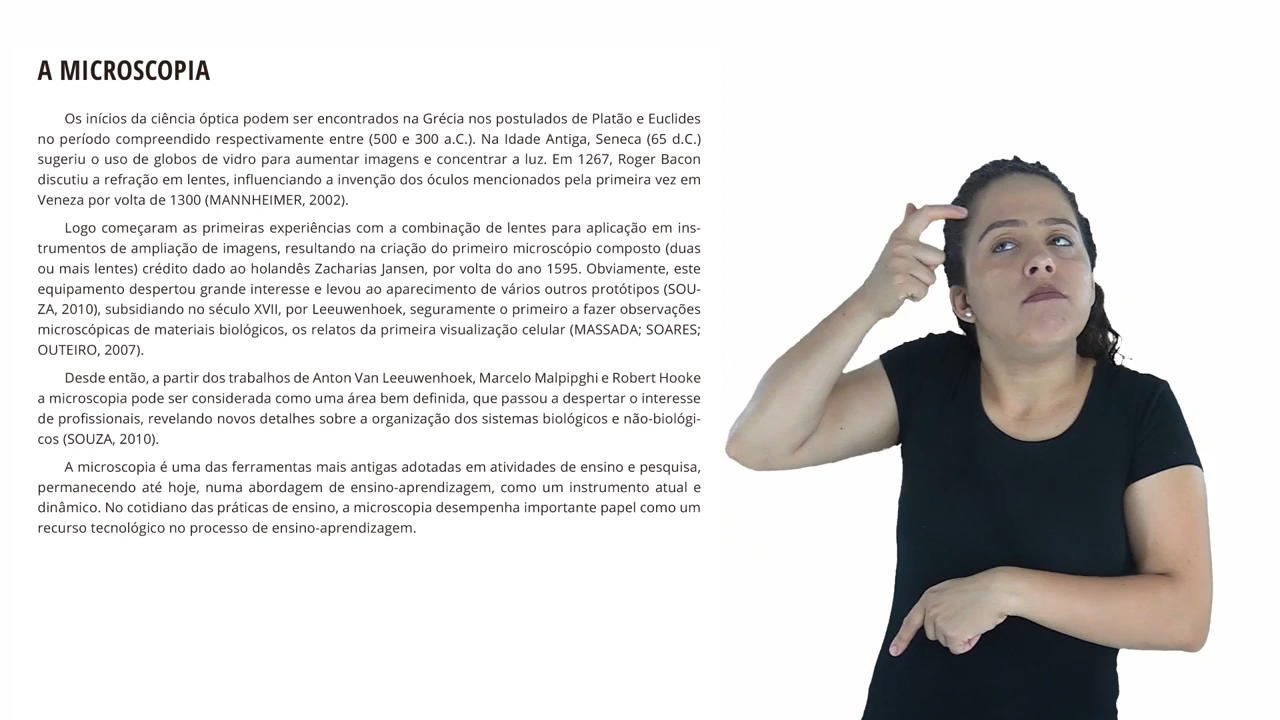 A MICROSCOPIA
Os inícios da ciência óptica podem ser encontrados na Grécia nos postulados de Platão e Euclides
no período compreendido respectivamente entre (500 e 300 a.C.). Na Idade Antiga, Seneca (65 d.C.)
sugeriu o uso de globos de vidro para aumentar imagens e concentrar a luz. Em 1267, Roger Bacon
discutiu a refração em lentes, influenciando a invenção dos óculos mencionados pela primeira vez em
Veneza por volta de 1300 (MANNHEIMER, 2002).
Logo começaram as primeiras experiências com a combinação de lentes para aplicação em ins-
trumentos de ampliação de imagens, resultando na criação do primeiro microscópio composto (duas
ou mais lentes) crédito dado ao holandês Zacharias Jansen, por volta do ano 1595. Obviamente, este
equipamento despertou grande interesse e levou ao aparecimento de vários outros protótipos (SOU-
ZA, 2010), subsidiando no século XVII, por Leeuwenhoek, seguramente o primeiro a fazer observações
microscópicas de materiais biológicos, os relatos da primeira visualização celular (MASSADA; SOARES;
OUTEIRO, 2007).
Desde então, a partir dos trabalhos de Anton Van Leeuwenhoek, Marcelo Malpipghi e Robert Hooke
a microscopia pode ser considerada como uma área bem definida, que passou a despertar o interesse
de profissionais, revelando novos detalhes sobre a organização dos sistemas biológicos e não-biológi-
cos (SOUZA, 2010).
A microscopia é uma das ferramentas mais antigas adotadas em atividades de ensino e pesquisa,
permanecendo até hoje, numa abordagem de ensino-aprendizagem, como um instrumento atual e
dinâmico. No cotidiano das práticas de ensino, a microscopia desempenha importante papel como um
recurso tecnológico no processo de ensino-aprendizagem.